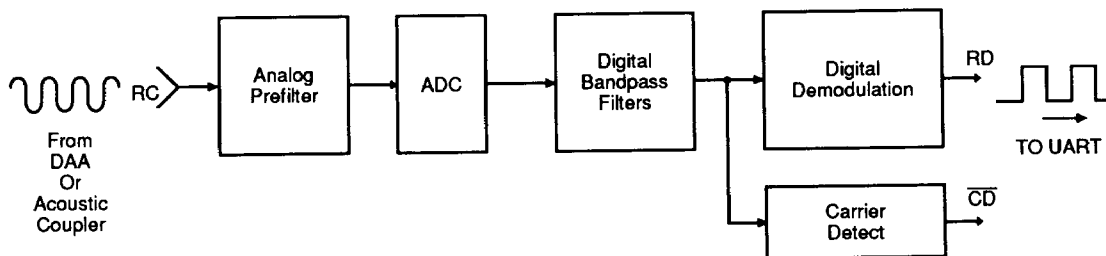 RC
From
DAA
Or
Acoustic
Coupler
Analog
Prefilter
ADC
Digital
Bandpass
Filters
Digital
Demodulation
RD
TO UART
Carrier
Detect
CD